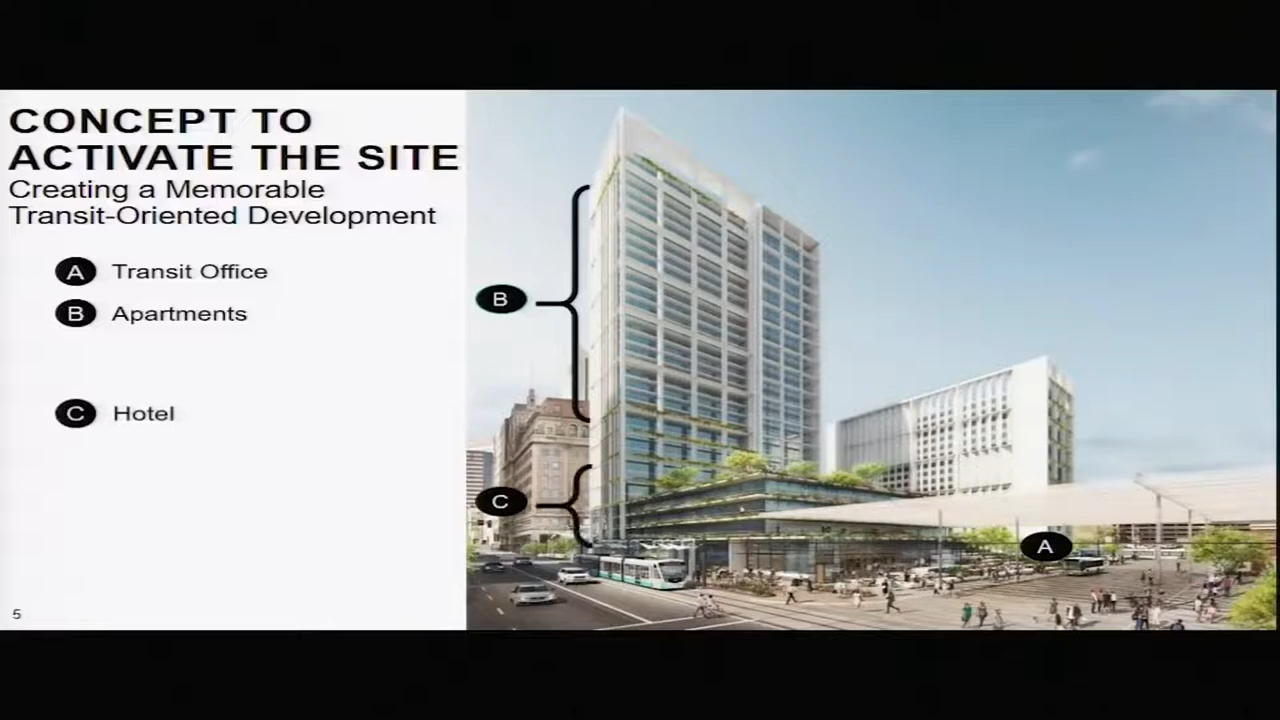 CONCEPT TO
ACTIVATE THE SITE
Creating a Memorable
Transit-Oriented Development
A Transit Office
B Apartments
C Hotel
B
C
A
5